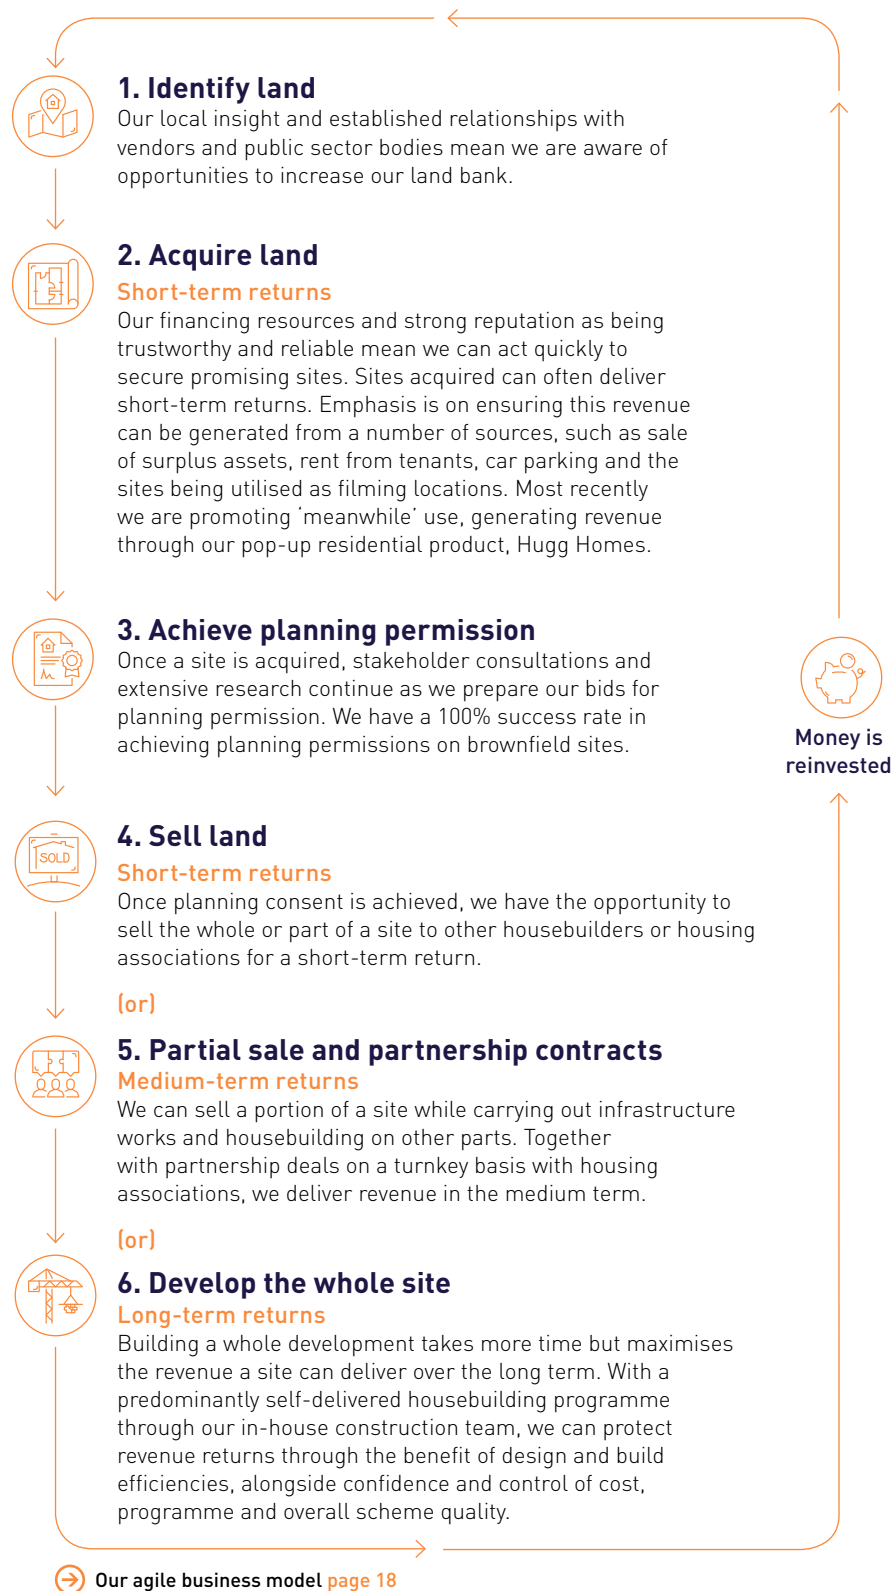 1. Identify land
Our local insight and established relationships with
vendors and public sector bodies mean we are aware of
opportunities to increase our land bank.
2. Acquire land
Short-term returns
Our financing resources and strong reputation as being
trustworthy and reliable mean we can act quickly to
secure promising sites. Sites acquired can often deliver
short-term returns. Emphasis is on ensuring this revenue
can be generated from a number of sources, such as sale
of surplus assets, rent from tenants, car parking and the
sites being utilised as filming locations. Most recently
we are promoting ‘meanwhile’ use, generating revenue
through our pop-up residential product, Hugg Homes.
3. Achieve planning permission
Once a site is acquired, stakeholder consultations and
extensive research continue as we prepare our bids for
planning permission. We have a 100% success rate in
achieving planning permissions on brownfield sites.
Money is
reinvested
SOLD
4. Sell land
Short-term returns
Once planning consent is achieved, we have the opportunity to
sell the whole or part of a site to other housebuilders or housing
associations for a short-term return.
(or)
5. Partial sale and partnership contracts
Medium-term returns
We can sell a portion of a site while carrying out infrastructure
works and housebuilding on other parts. Together
with partnership deals on a turnkey basis with housing
associations, we deliver revenue in the medium term.
(or)
6. Develop the whole site
Long-term returns
Building a whole development takes more time but maximises
the revenue a site can deliver over the long term. With a
predominantly self-delivered housebuilding programme
through our in-house construction team, we can protect
revenue returns through the benefit of design and build
efficiencies, alongside confidence and control of cost,
programme and overall scheme quality.
Our agile business model page 18